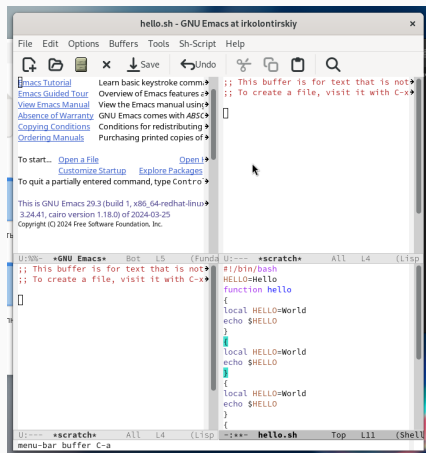 hello.sh - GNU Emacs at irkolontirskiy
File Edit Options Buffers Tools Sh-Script Help
Save Undo
Emacs Tutorial Learn basic keystroke comm
Emacs Guided Tour Overview of Emacs features a
View Emacs Manual View the Emacs manual using
Absence of Warranty GNU Emacs comes with ABSO
Copying Conditions Conditions for redistributing
Ordering Manuals Purchasing printed copies of
To start... Open a File Open H
Customize Startup Explore Packages
To quit a partially entered command, type Contro
This is GNU Emacs 29.3 (build 1, x86_64-redhat-linux
3.24.41, cairo version 1.18.0) of 2024-03-25
Copyright (C) 2024 Free Software Foundation, Inc.
U:%%- *GNU Emacs* Bot L5 (Funda
;; This buffer is for text that is not
;; To create a file, visit it with C-x
U:--- *scratch* All L4 (Lisp
;; This buffer is for text that is not
;; To create a file, visit it with C-x
U:--- *scratch* All L4 (Lisp
#!/bin/bash
HELLO=Hello
function hello
{
local HELLO=World
echo $HELLO
}
{
local HELLO=World
echo $HELLO
}
{
local HELLO=World
echo $HELLO
}
{
-:**- hello.sh Top L11 (Shell
menu-bar buffer C-a